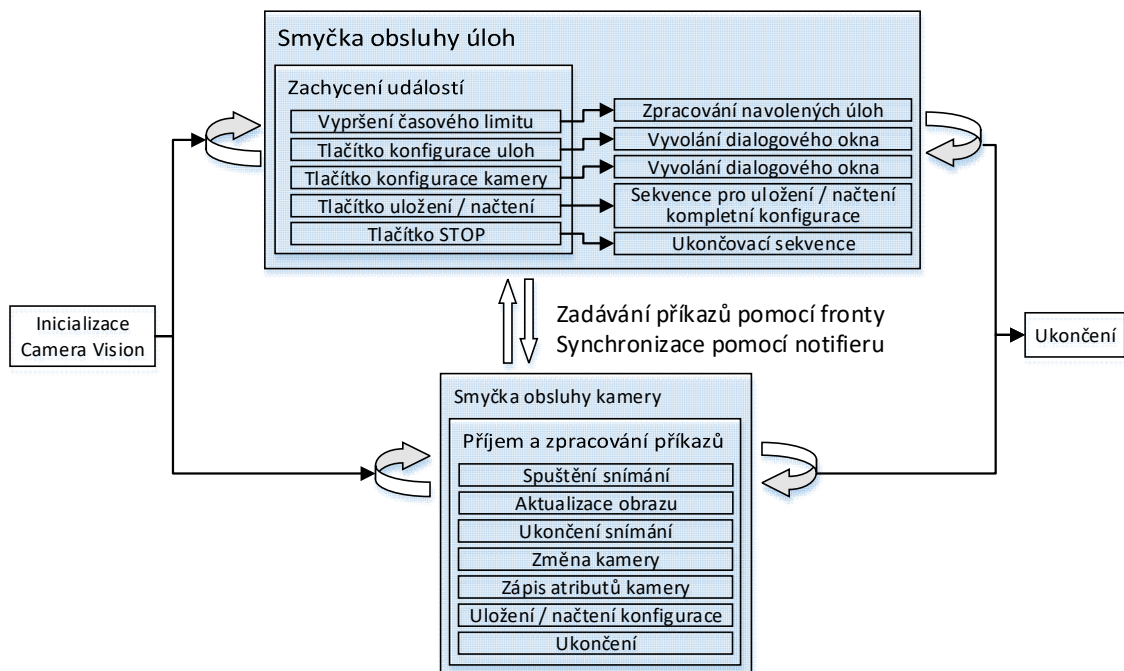 Smyčka obsluhy úloh
Zachycení událostí
Vypršení časového limitu
Zpracování navolených úloh
Tlačítko konfigurace uloh
Vyvolání dialogového okna
Tlačítko konfigurace kamery
Vyvolání dialogového okna
Tlačítko uložení / načtení
Sekvence pro uložení / načtení
kompletní konfigurace
Tlačítko STOP
Ukončovací sekvence
Inicializace
Camera Vision
Zadávání příkazů pomocí fronty
Synchronizace pomocí notifieru
Ukončení
Smyčka obsluhy kamery
Příjem a zpracování příkazů
Spuštění snímání
Aktualizace obrazu
Ukončení snímání
Změna kamery
Zápis atributů kamery
Uložení / načtení konfigurace
Ukončení